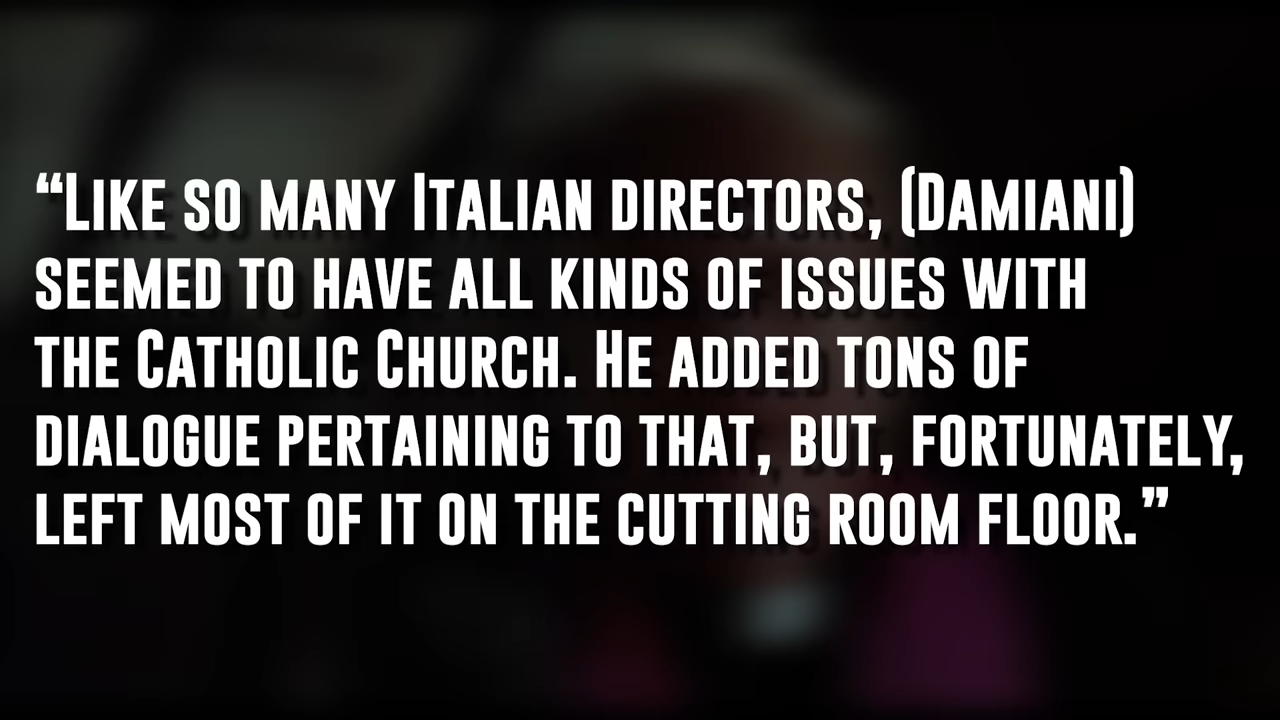 “Like so many Italian directors, (Damiani)
seemed to have all kinds of issues with
the Catholic Church. He added tons of
dialogue pertaining to that, but, fortunately,
left most of it on the cutting room floor.”